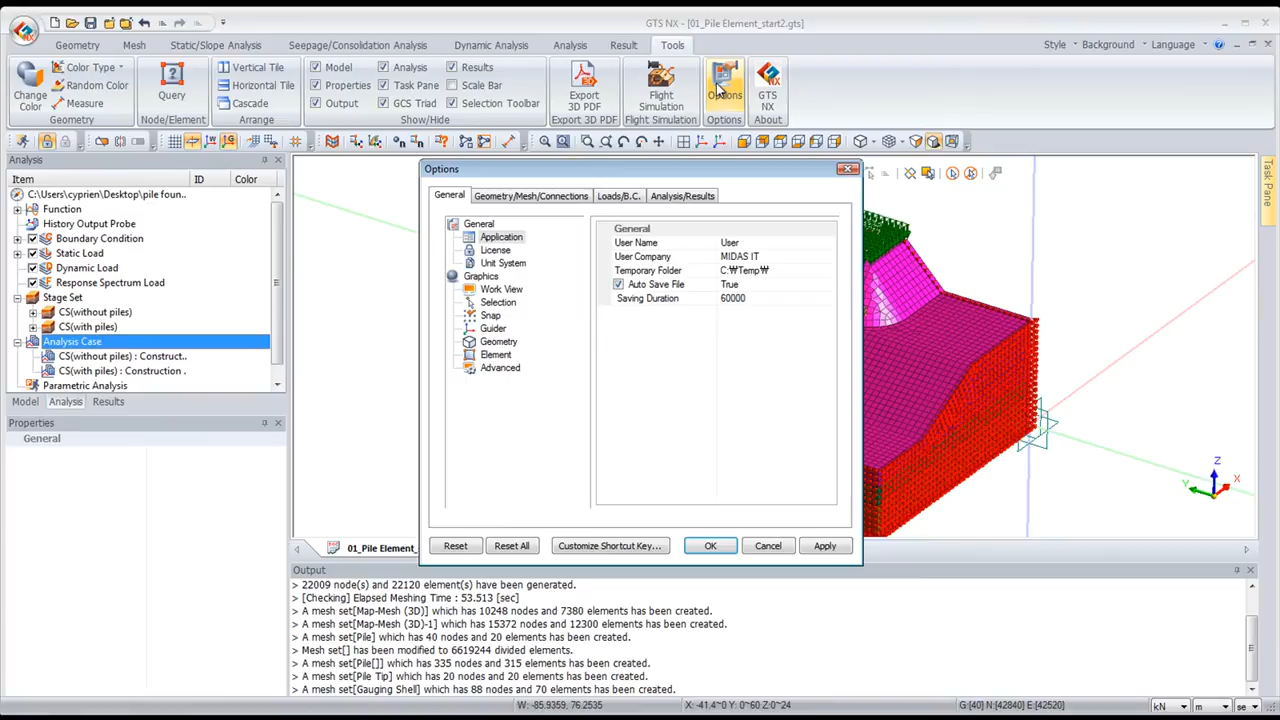 GTS NX - [01_Pile Element_start2.gts]
Geometry Mesh Static/Slope Analysis Seepage/Consolidation Analysis Dynamic Analysis Analysis Result Tools Style Background Language
Color Type
Random Color
Measure
Change
Color
Geometry
Query
Node/Element
Vertical Tile
Horizontal Tile
Cascade
Arrange
Model Analysis Results
Properties Task Pane Scale Bar
Output GCS Triad Selection Toolbar
Show/Hide
Export
3D PDF
Export 3D PDF
Flight
Simulation
Flight Simulation
Options
Options
GTS
NX
About
Analysis
Item ID Color
C:\Users\cyprien\Desktop\pile foun..
Function
History Output Probe
Boundary Condition
Static Load
Dynamic Load
Response Spectrum Load
Stage Set
CS(without piles)
CS(with piles)
Analysis Case
CS(without piles) : Construct..
CS(with piles) : Construction .
Parametric Analysis
Model Analysis Results
Properties
General
Options
General Geometry/Mesh/Connections Loads/B.C. Analysis/Results
General
Application
License
Unit System
Graphics
Work View
Selection
Snap
Guider
Geometry
Element
Advanced
General
User Name User
User Company MIDAS IT
Temporary Folder C:₩Temp₩
Auto Save File True
Saving Duration 60000
Reset Reset All Customize Shortcut Key... OK Cancel Apply
Task Pane
Z
Y
X
01_Pile Element_
Output
> 22009 node(s) and 22120 element(s) have been generated.
> [Checking] Elapsed Meshing Time : 53.513 [sec]
> A mesh set[Map-Mesh (3D)] which has 10248 nodes and 7380 elements has been created.
> A mesh set[Map-Mesh (3D)-1] which has 15372 nodes and 12300 elements has been created.
> A mesh set[Pile] which has 40 nodes and 20 elements has been created.
> Mesh set[] has been modified to 6619244 divided elements.
> A mesh set[Pile[]] which has 335 nodes and 315 elements has been created.
> A mesh set[Pile Tip] which has 20 nodes and 20 elements has been created.
> A mesh set[Gauging Shell] which has 88 nodes and 70 elements has been created.
W: -85.9359, 76.2535 X: -41.4~0 Y: 0~60 Z:0~24 G:[40] N:[42840] E:[42520] kN m se